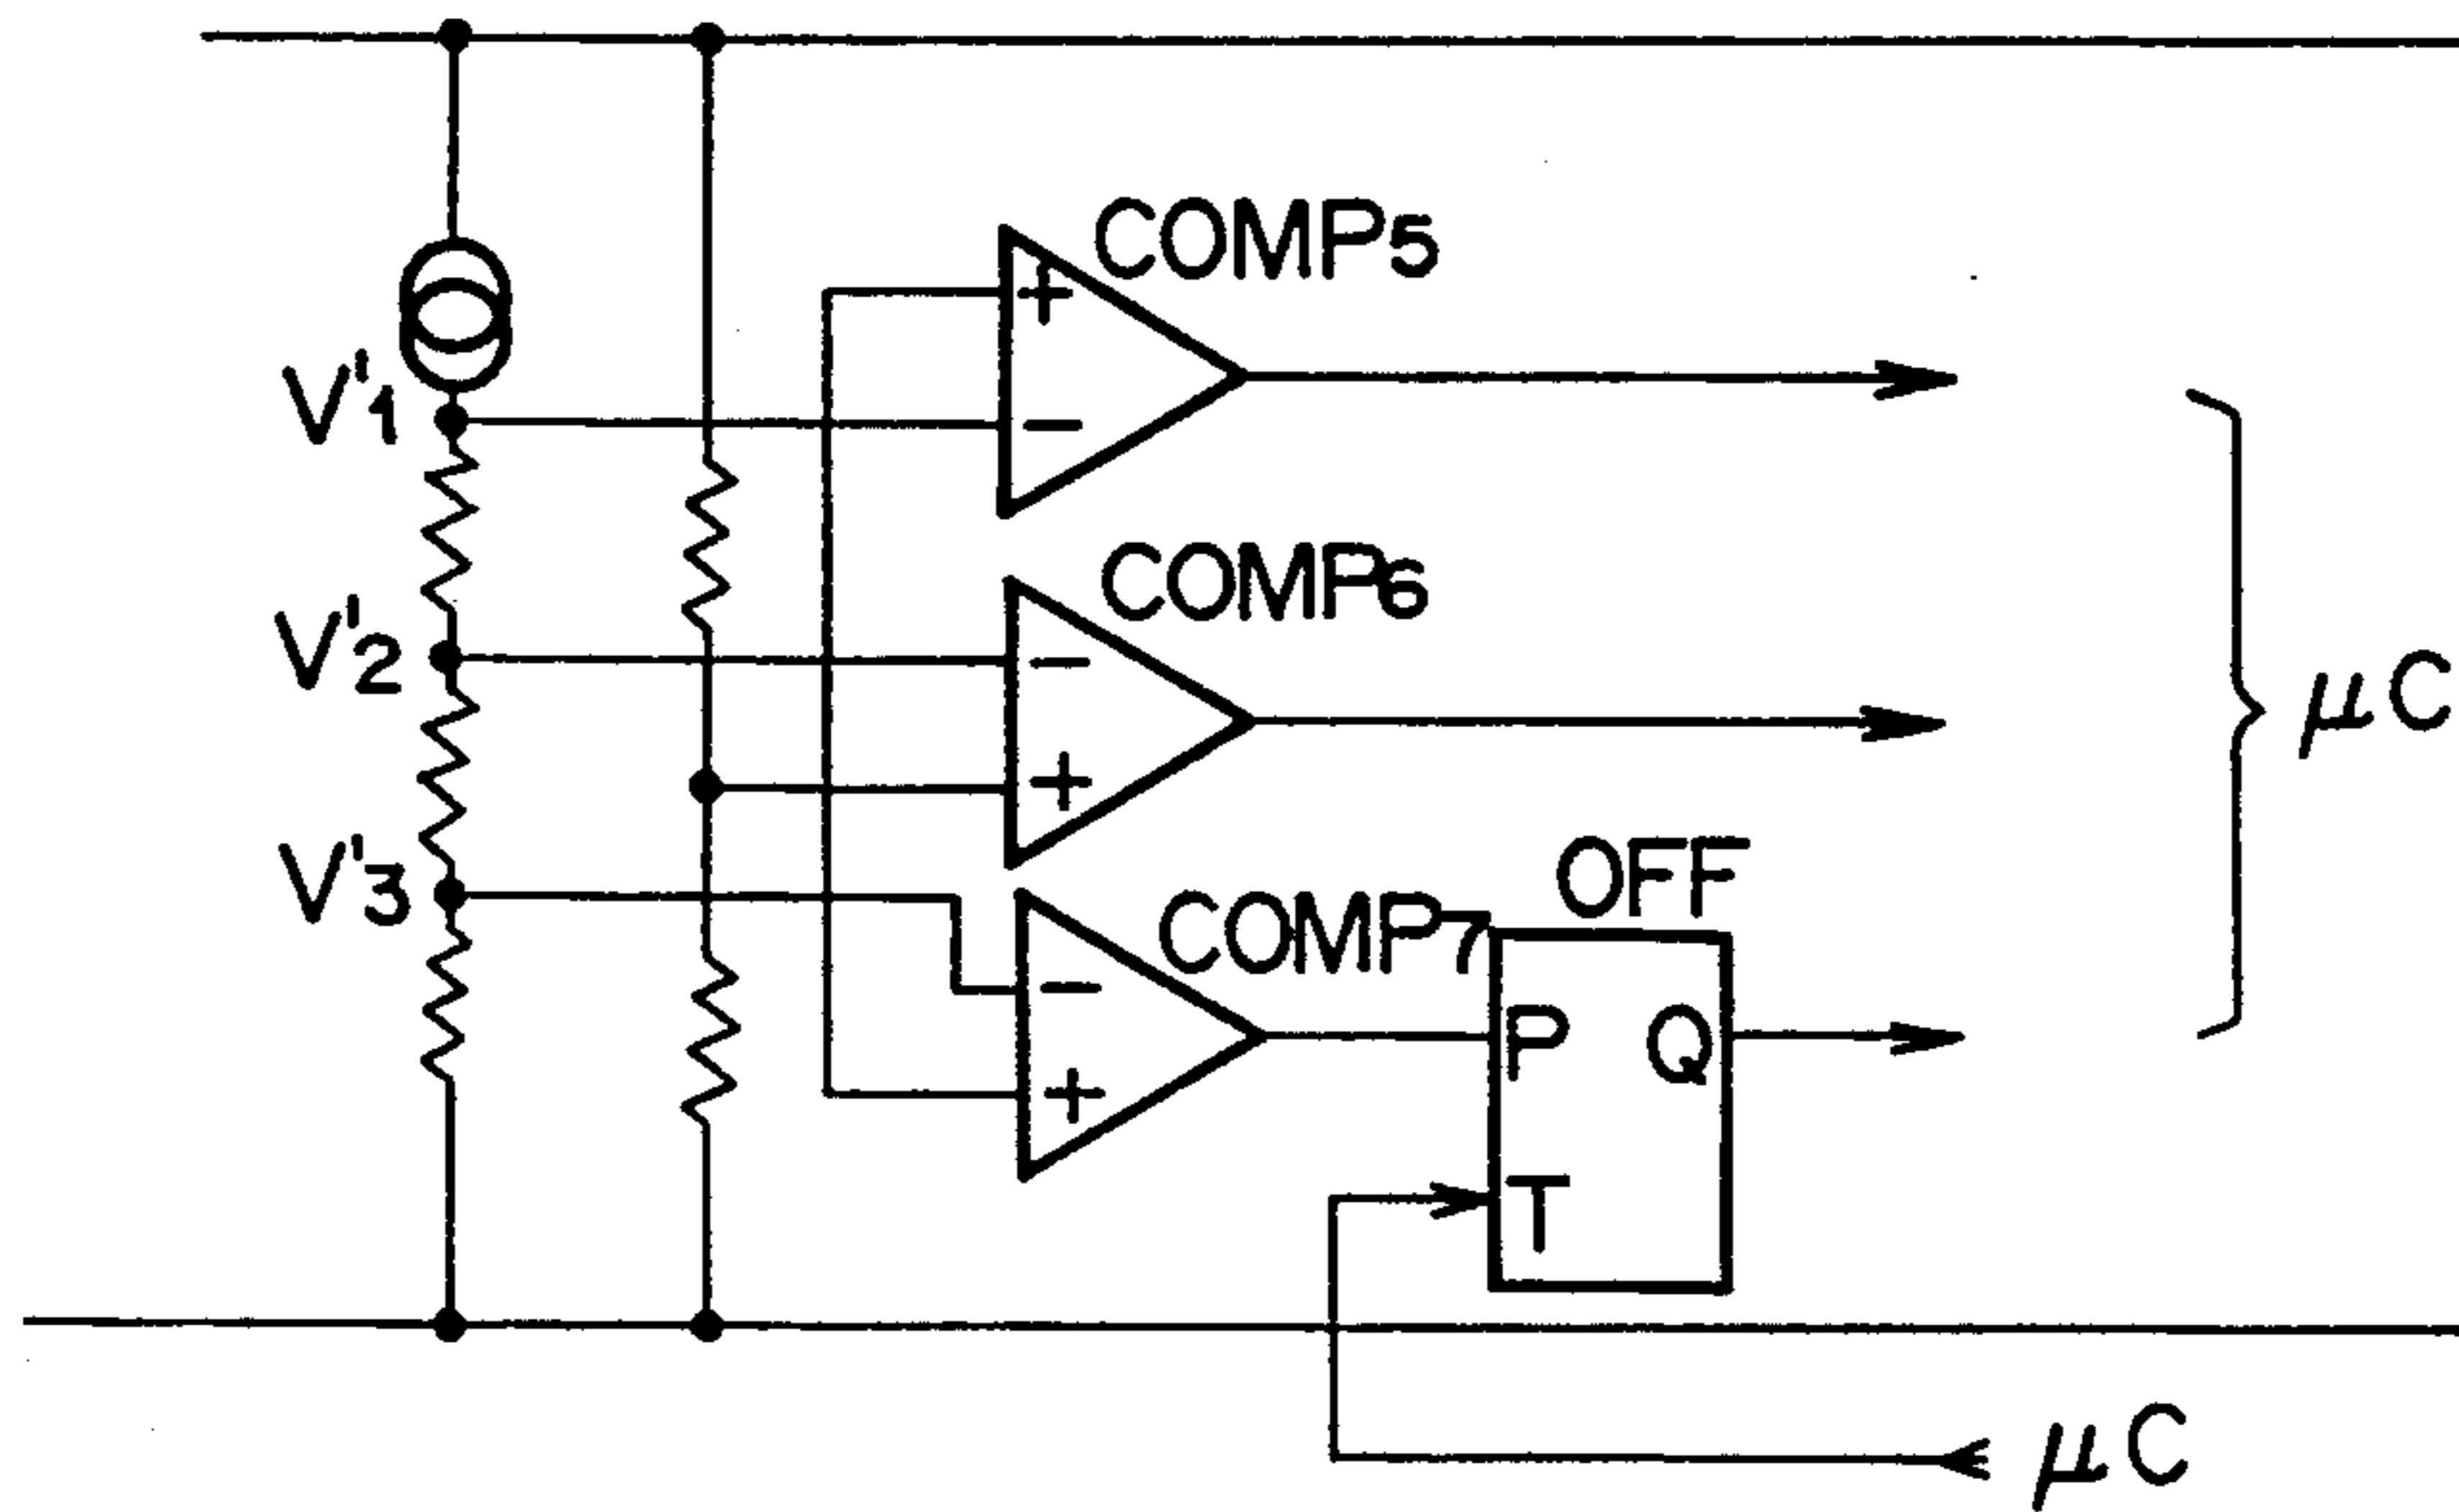 COMP5
+
−
V'1
COMP6
−
+
V'2
μC
V'3
COMP7
OFF
−
+
P Q
T
μC